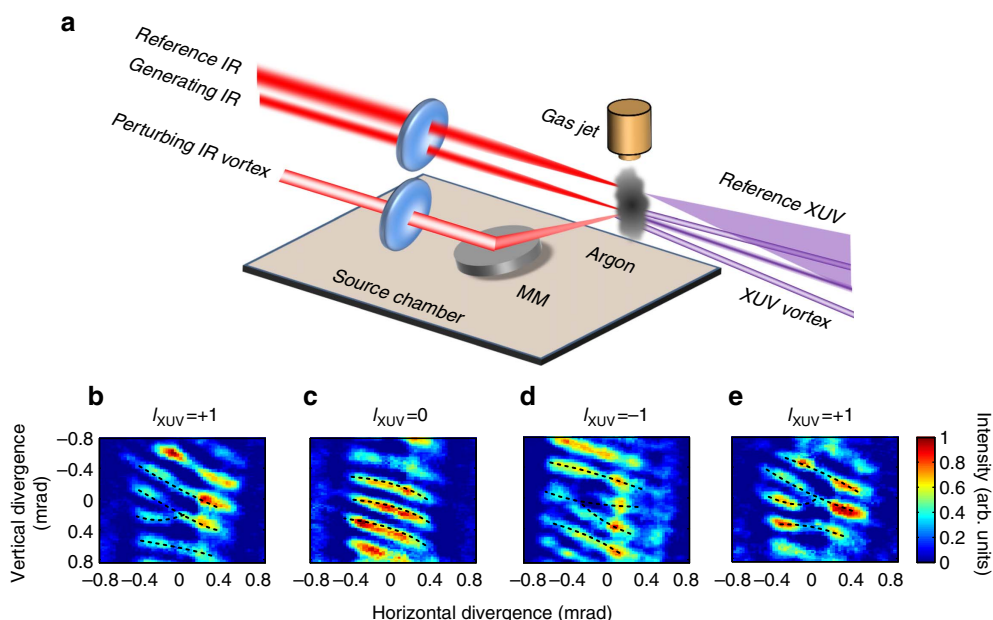 a
Reference IR
Generating IR
Perturbing IR vortex
Gas jet
Reference XUV
Argon
MM
Source chamber
XUV vortex
b c d e
lXUV=+1 lXUV=0 lXUV=−1 lXUV=+1
Vertical divergence
(mrad)
−0.8
−0.4
0
0.4
0.8
−0.8 −0.4 0 0.4 0.8
−0.8 −0.4 0 0.4 0.8
−0.8 −0.4 0 0.4 0.8
−0.8 −0.4 0 0.4 0.8
Horizontal divergence (mrad)
1
0.8
0.6
0.4
0.2
0
Intensity (arb. units)